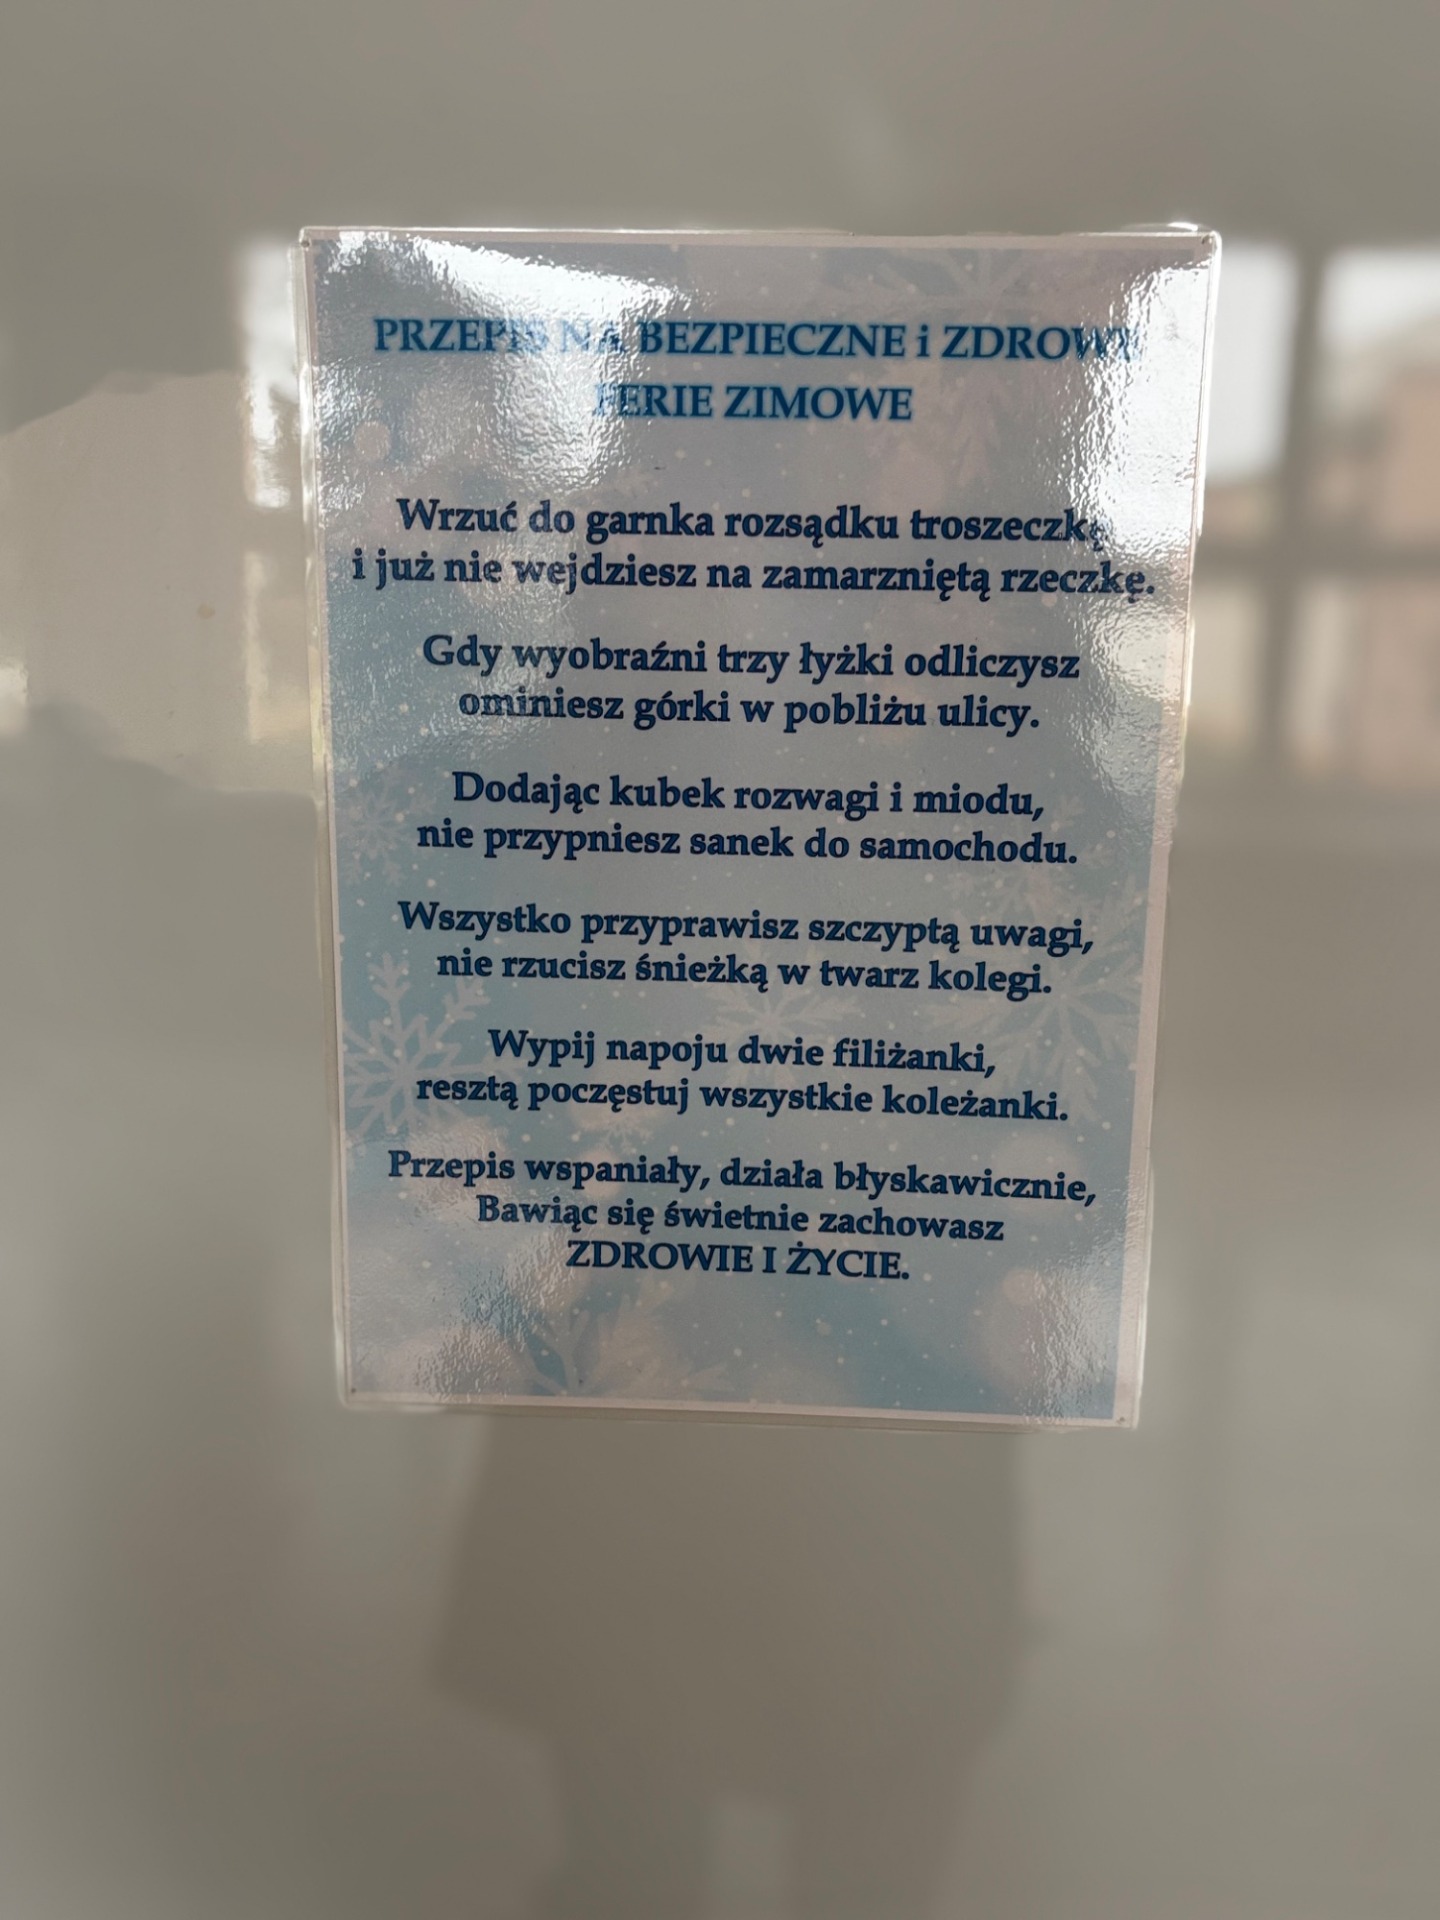 PRZEPIS NA BEZPIECZNE i ZDROWE
FERIE ZIMOWE
Wrzuć do garnka rozsądku troszeczkę
i już nie wejdziesz na zamarzniętą rzeczkę.
Gdy wyobraźni trzy łyżki odliczysz
ominiesz górki w pobliżu ulicy.
Dodając kubek rozwagi i miodu,
nie przypniesz sanek do samochodu.
Wszystko przyprawisz szczyptą uwagi,
nie rzucisz śnieżką w twarz kolegi.
Wypij napoju dwie filiżanki,
resztą poczęstuj wszystkie koleżanki.
Przepis wspaniały, działa błyskawicznie,
Bawiąc się świetnie zachowasz
ZDROWIE I ŻYCIE.